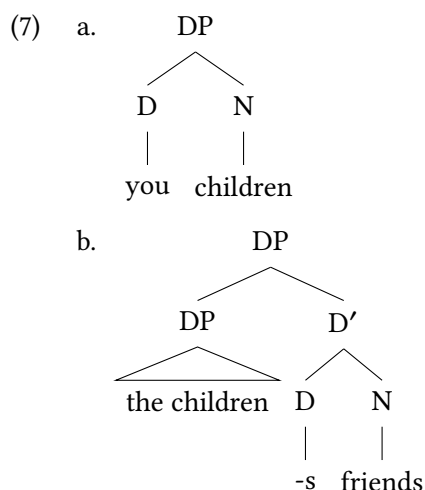 (7) a. DP
D N
you children
b. DP
DP D′
the children D N
-s friends